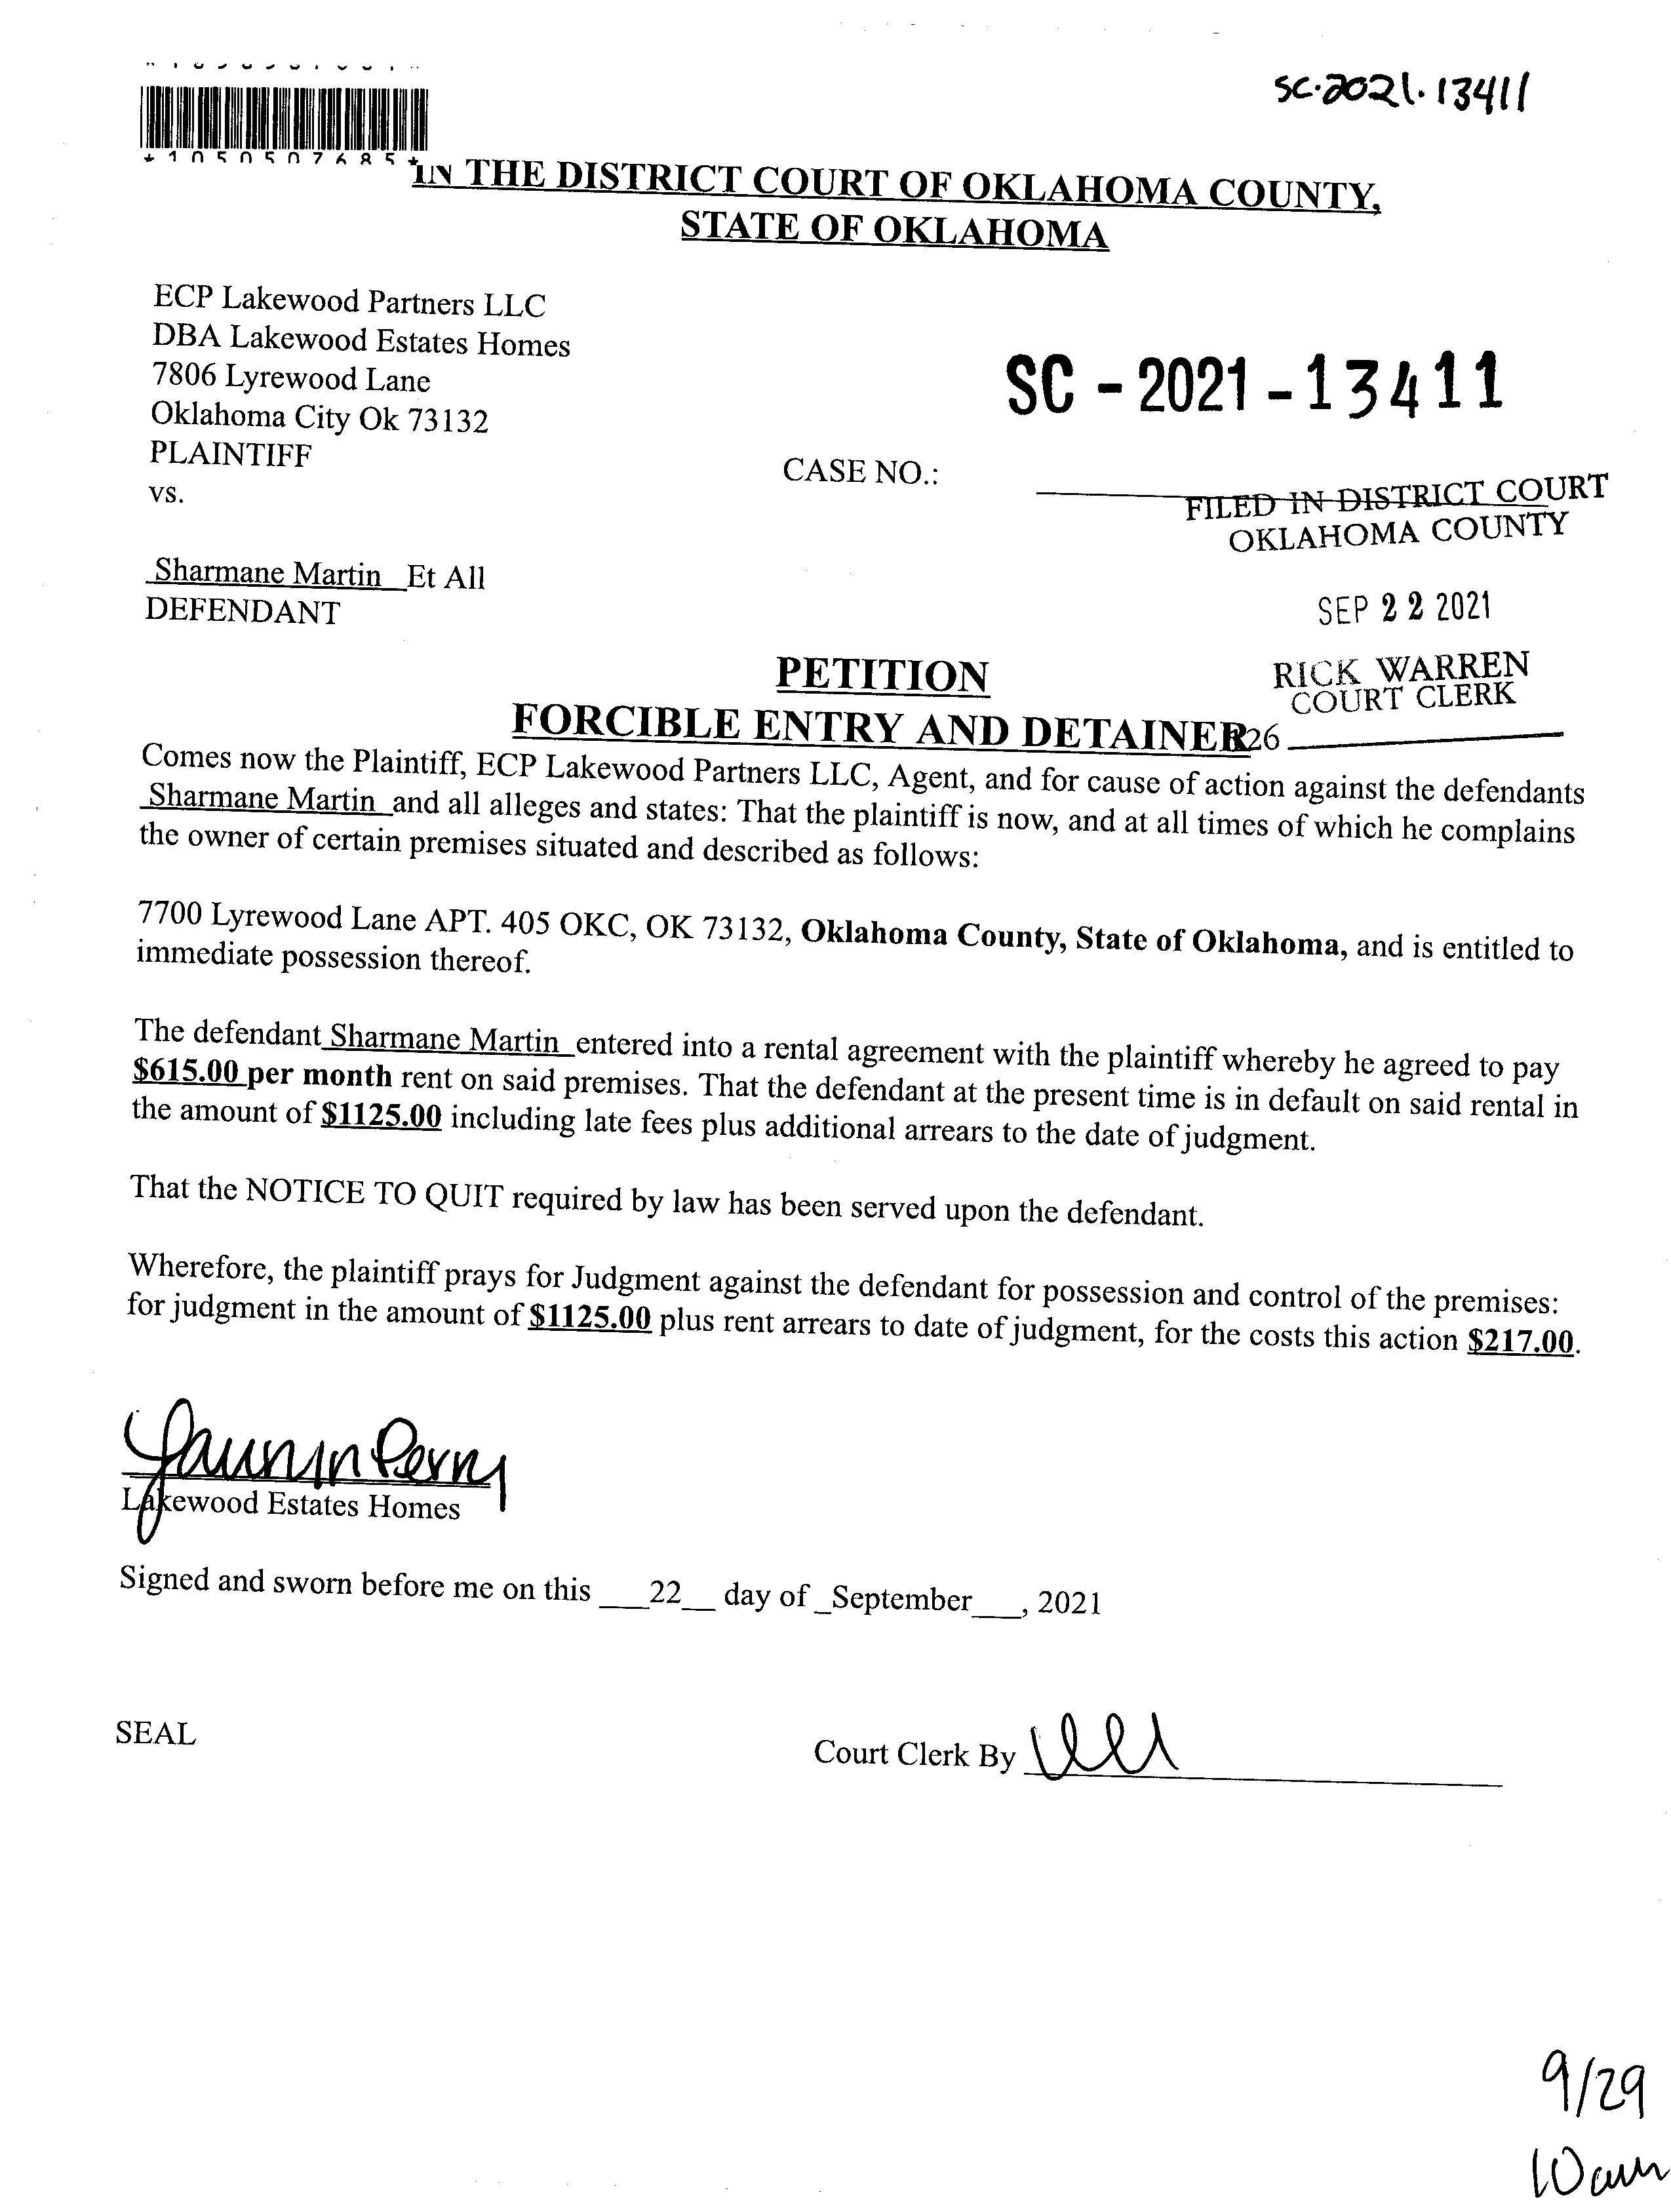 SC-2021-13411
*1050507685*
IN THE DISTRICT COURT OF OKLAHOMA COUNTY,
STATE OF OKLAHOMA
ECP Lakewood Partners LLC
DBA Lakewood Estates Homes
7806 Lyrewood Lane
Oklahoma City Ok 73132
PLAINTIFF
vs.
SC - 2021 - 13411
CASE NO.:
FILED IN DISTRICT COURT
OKLAHOMA COUNTY
Sharmane Martin Et All
DEFENDANT
SEP 22 2021
RICK WARREN
COURT CLERK
PETITION
FORCIBLE ENTRY AND DETAINER
26
Comes now the Plaintiff, ECP Lakewood Partners LLC, Agent, and for cause of action against the defendants
Sharmane Martin and all alleges and states: That the plaintiff is now, and at all times of which he complains
the owner of certain premises situated and described as follows:
7700 Lyrewood Lane APT. 405 OKC, OK 73132, Oklahoma County, State of Oklahoma, and is entitled to
immediate possession thereof.
The defendant Sharmane Martin entered into a rental agreement with the plaintiff whereby he agreed to pay
$615.00 per month rent on said premises. That the defendant at the present time is in default on said rental in
the amount of $1125.00 including late fees plus additional arrears to the date of judgment.
That the NOTICE TO QUIT required by law has been served upon the defendant.
Wherefore, the plaintiff prays for Judgment against the defendant for possession and control of the premises:
for judgment in the amount of $1125.00 plus rent arrears to date of judgment, for the costs this action $217.00.
Perry
Lakewood Estates Homes
Signed and sworn before me on this ___22__ day of _September___, 2021
SEAL
Court Clerk By
9/29
10am